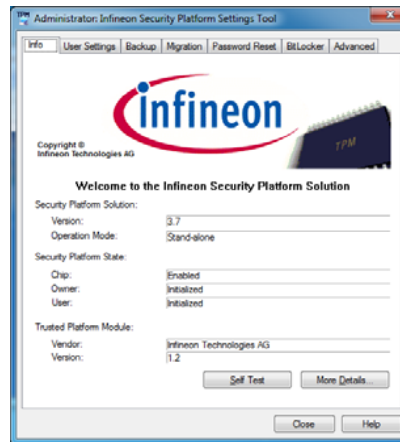 Administrator: Infineon Security Platform Settings Tool
Info User Settings Backup Migration Password Reset BitLocker Advanced
infineon
TPM
Copyright ©
Infineon Technologies AG
Welcome to the Infineon Security Platform Solution
Security Platform Solution:
Version: 3.7
Operation Mode: Stand-alone
Security Platform State:
Chip: Enabled
Owner: Initialized
User: Initialized
Trusted Platform Module:
Vendor: Infineon Technologies AG
Version: 1.2
Self Test More Details...
Close Help